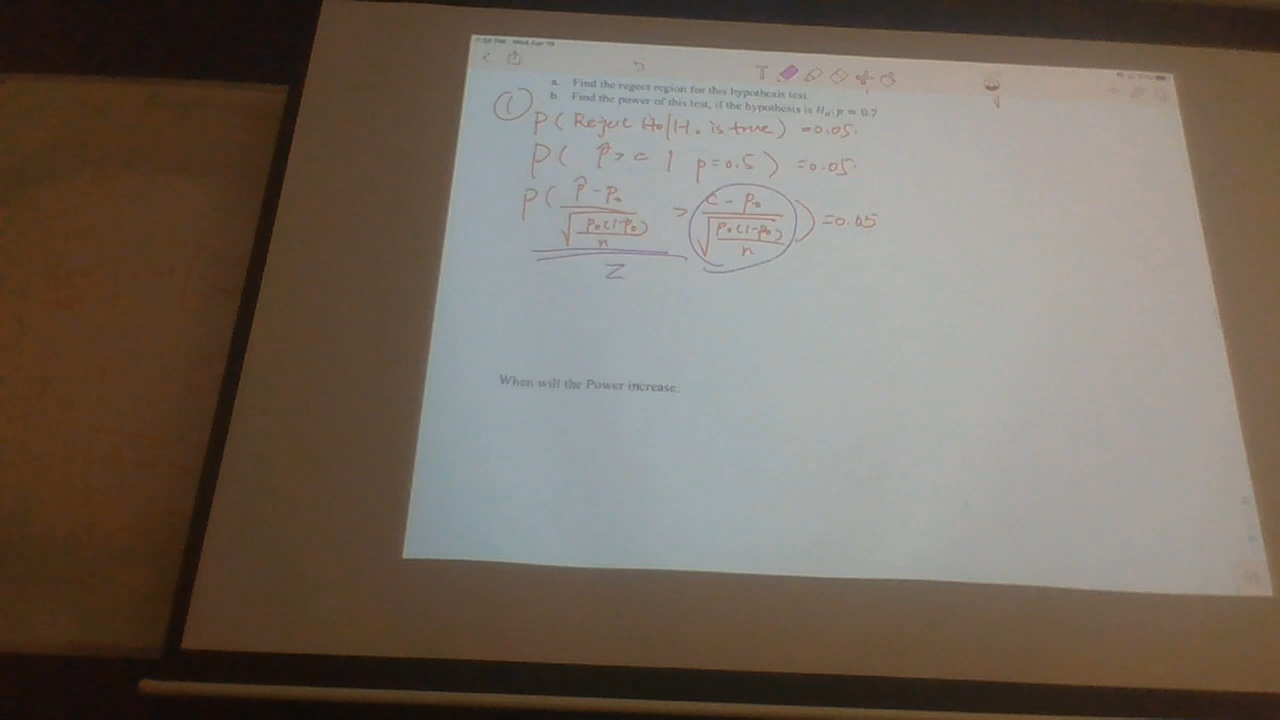 a. Find the regect region for this hypothesis test.
b. Find the power of this test, if the hypothesis is Hₐ: p = 0.7
① P( Reject H₀ | H₀ is true ) = 0.05.
P( p̂ > c | p = 0.5 ) = 0.05.
P( (p̂ - p₀) / √(p₀(1-p₀)/n) > (c - p₀) / √(p₀(1-p₀)/n) ) = 0.05
Z
When will the Power increase: